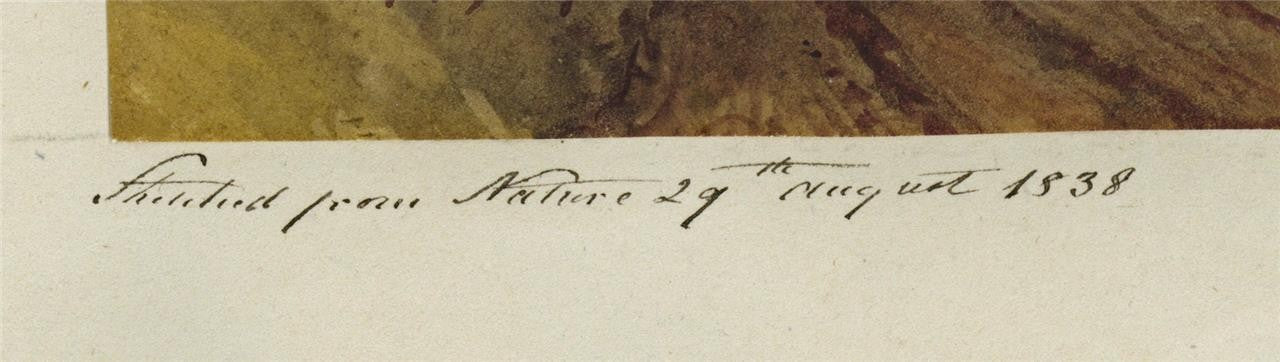 Sketched from Nature 29th august 1838